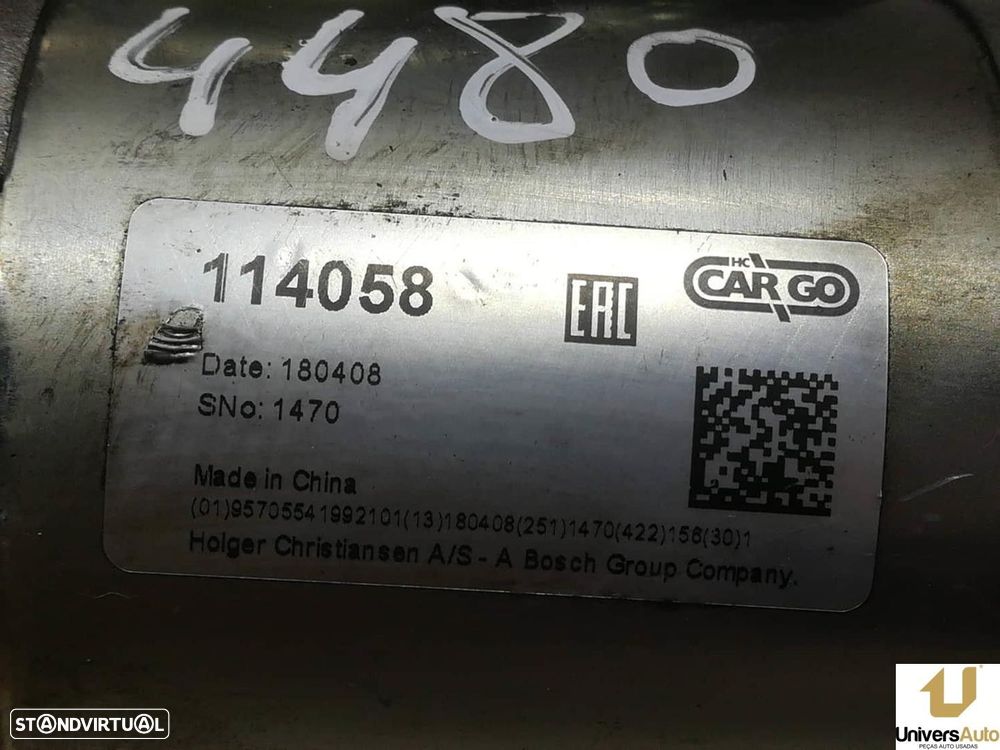 4480
114058
EAC
HC
CARGO
Date: 180408
SNo: 1470
Made in China
(01)95705541992101(13)180408(251)1470(422)156(30)1
Holger Christiansen A/S - A Bosch Group Company.
STANDVIRTUAL
UniversAuto
PEÇAS AUTO USADAS